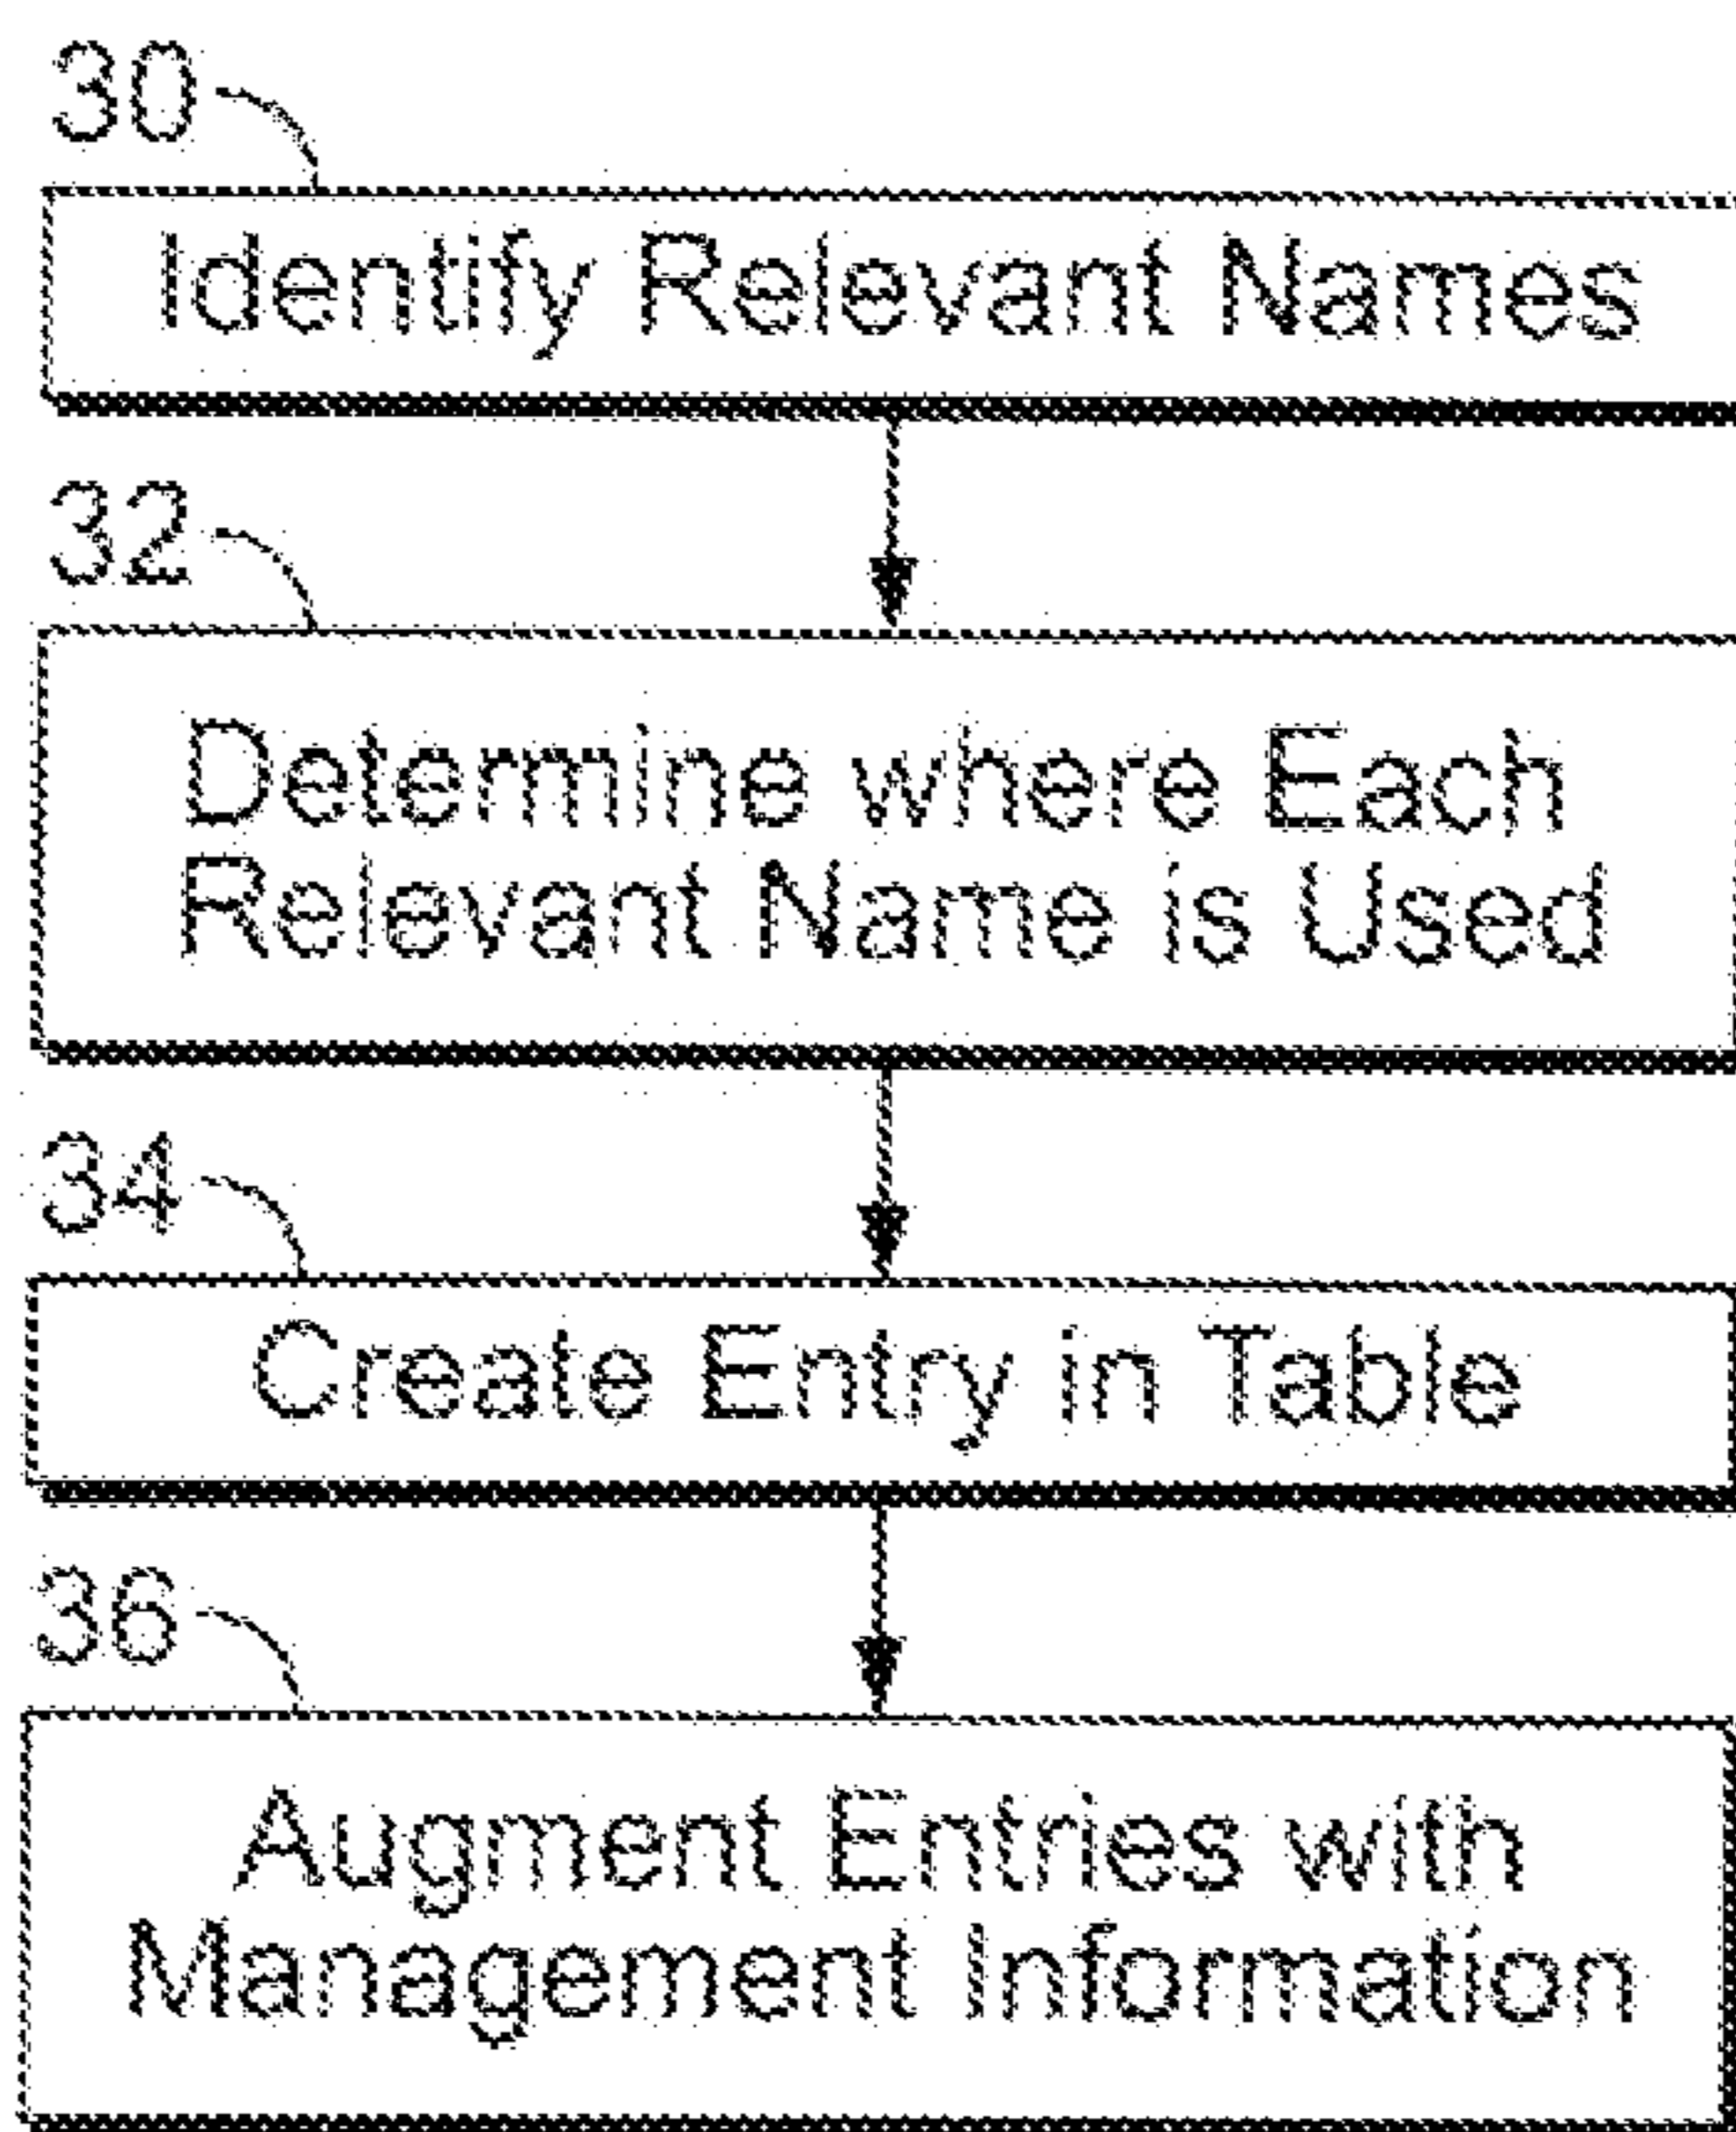 30
Identify Relevant Names
32
Determine where Each
Relevant Name is Used
34
Create Entry in Table
36
Augment Entries with
Management Information